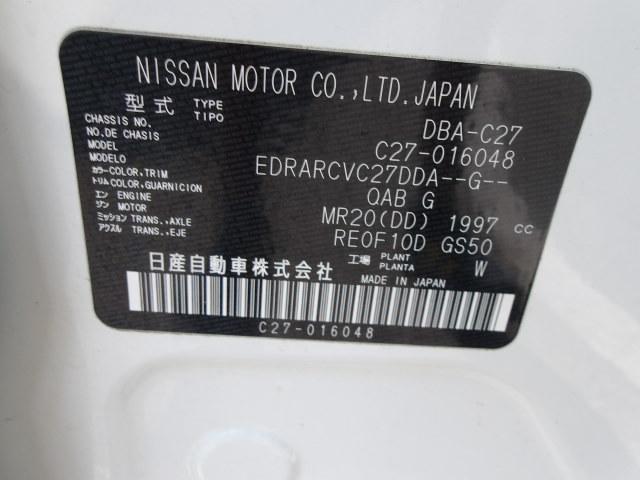 NISSAN MOTOR CO.,LTD.JAPAN
型式 TYPE TIPO DBA-C27
CHASSIS NO. NO.DE CHASIS C27-016048
MODEL MODELO EDRARCVC27DDA--G--
カラー COLOR,TRIM トリム COLOR,GUARNICION QAB G
エンジン ENGINE MOTOR MR20(DD) 1997 cc
ミッション TRANS.,AXLE アクスル TRANS.,EJE RE0F10D GS50
日産自動車株式会社 工場 PLANT PLANTA W
MADE IN JAPAN
C27-016048